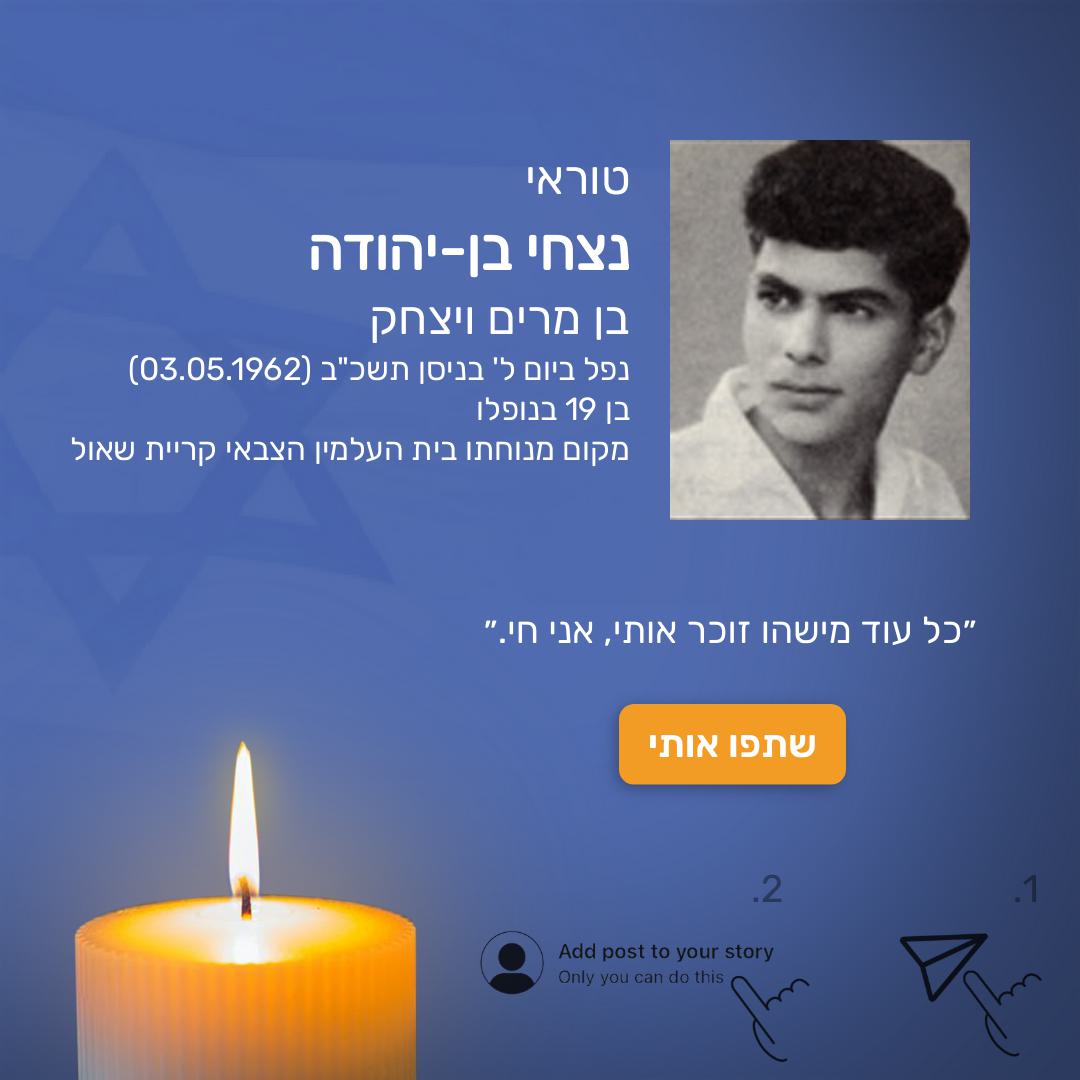 טוראי
נצחי בן-יהודה
בן מרים ויצחק
נפל ביום ל' בניסן תשכ"ב (03.05.1962)
בן 19 בנופלו
מקום מנוחתו בית העלמין הצבאי קריית שאול
״כל עוד מישהו זוכר אותי, אני חי.״
שתפו אותי
.1
.2
Add post to your story
Only you can do this